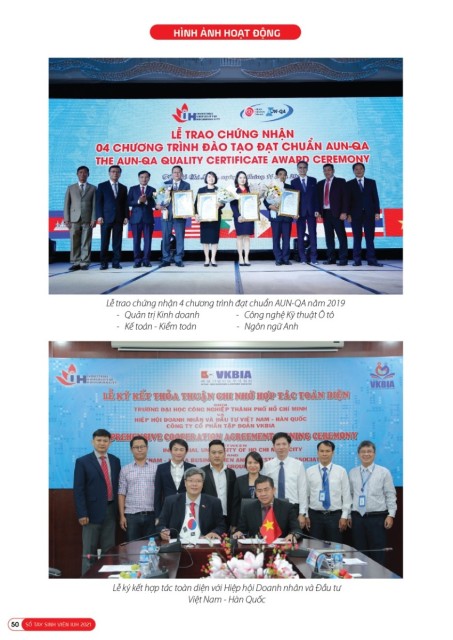 HÌNH ẢNH HOẠT ĐỘNG
IUH
AUN-QA
LỄ TRAO CHỨNG NHẬN
04 CHƯƠNG TRÌNH ĐÀO TẠO ĐẠT CHUẨN AUN-QA
THE AUN-QA QUALITY CERTIFICATE AWARD CEREMONY
Lễ trao chứng nhận 4 chương trình đạt chuẩn AUN-QA năm 2019
- Quản trị Kinh doanh - Công nghệ Kỹ thuật Ô tô
- Kế toán - Kiểm toán - Ngôn ngữ Anh
IUH
VKBIA
VKBIA
LỄ KÝ KẾT THỎA THUẬN GHI NHỚ HỢP TÁC TOÀN DIỆN
TRƯỜNG ĐẠI HỌC CÔNG NGHIỆP THÀNH PHỐ HỒ CHÍ MINH
HIỆP HỘI DOANH NHÂN VÀ ĐẦU TƯ VIỆT NAM - HÀN QUỐC
CÔNG TY CỔ PHẦN TẬP ĐOÀN VKBIA
Lễ ký kết hợp tác toàn diện với Hiệp hội Doanh nhân và Đầu tư
Việt Nam - Hàn Quốc
50 SỔ TAY SINH VIÊN IUH 2021